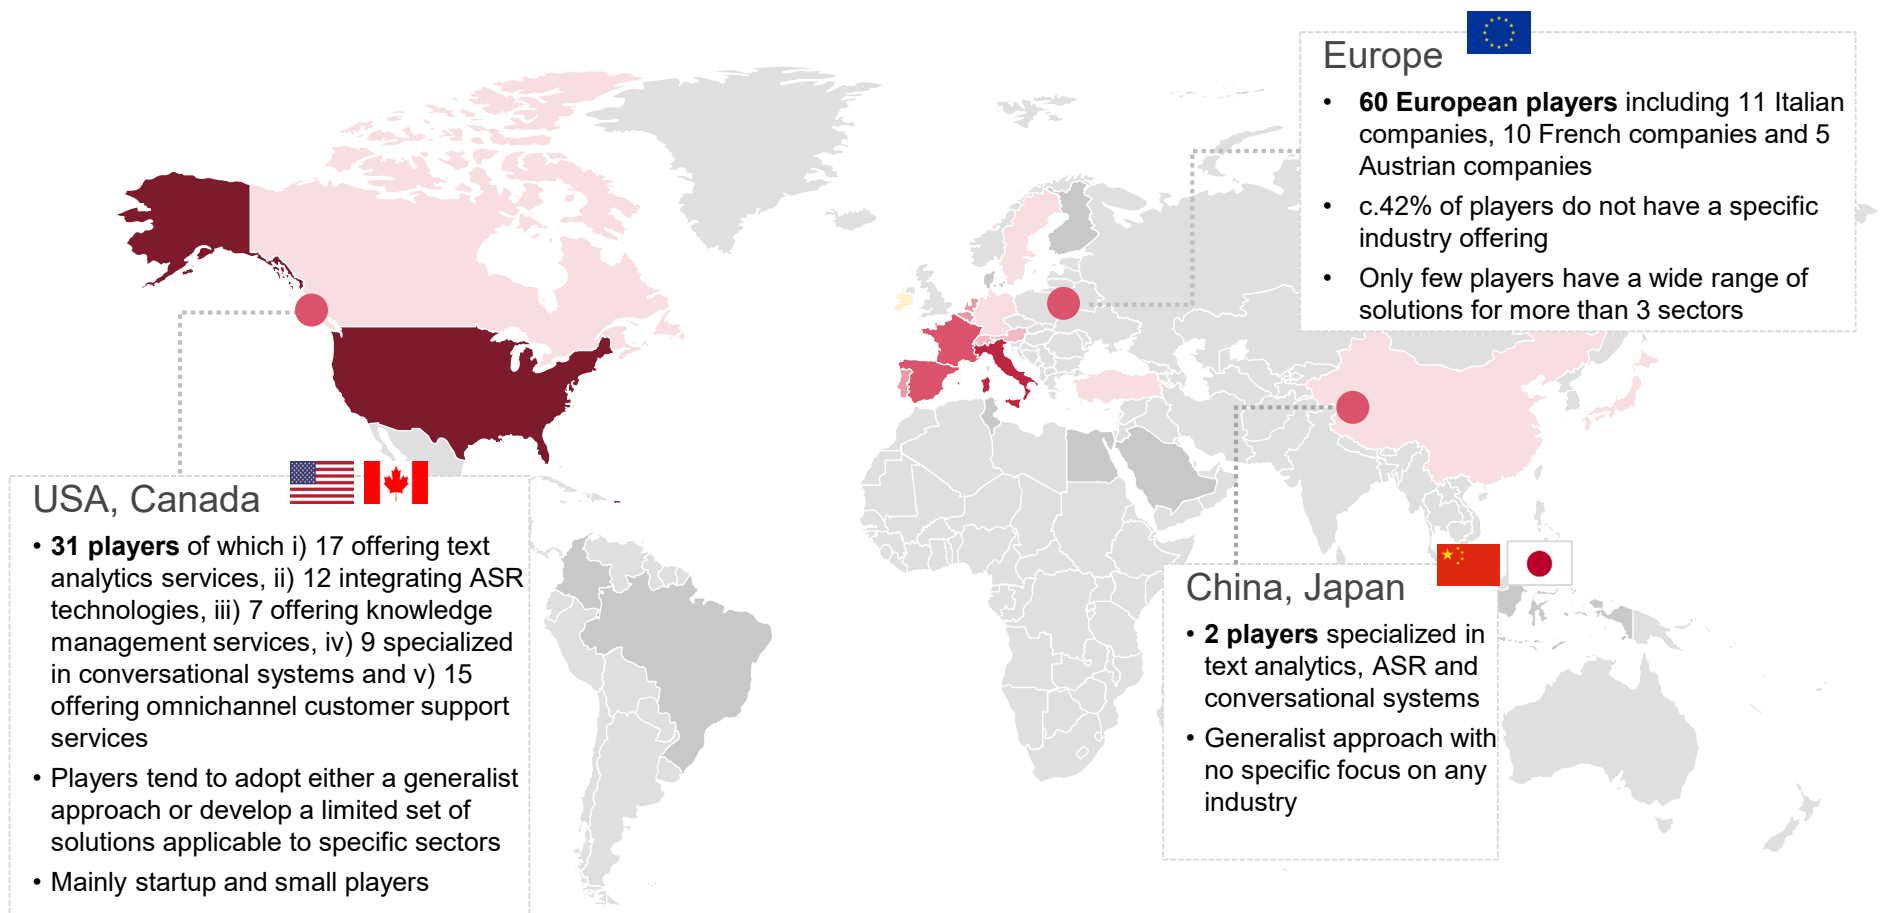 Europe
• 60 European players including 11 Italian
companies, 10 French companies and 5
Austrian companies
• c.42% of players do not have a specific
industry offering
• Only few players have a wide range of
solutions for more than 3 sectors
USA, Canada
• 31 players of which i) 17 offering text
analytics services, ii) 12 integrating ASR
technologies, iii) 7 offering knowledge
management services, iv) 9 specialized
in conversational systems and v) 15
offering omnichannel customer support
services
• Players tend to adopt either a generalist
approach or develop a limited set of
solutions applicable to specific sectors
• Mainly startup and small players
China, Japan
• 2 players specialized in
text analytics, ASR and
conversational systems
• Generalist approach with
no specific focus on any
industry